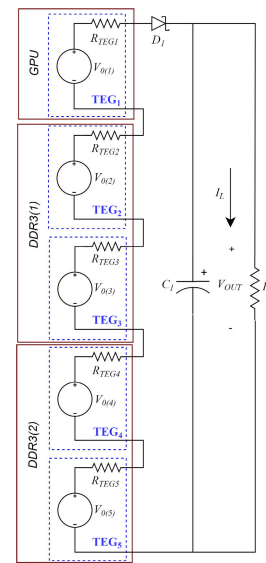 GPU
+
R_TEG1
V_0(1)
-
TEG_1
D_1
DDR3(1)
+
R_TEG2
V_0(2)
-
TEG_2
+
R_TEG3
V_0(3)
-
TEG_3
DDR3(2)
+
R_TEG4
V_0(4)
-
TEG_4
+
R_TEG5
V_0(5)
-
TEG_5
I_L
+
C_1
+
V_OUT
-